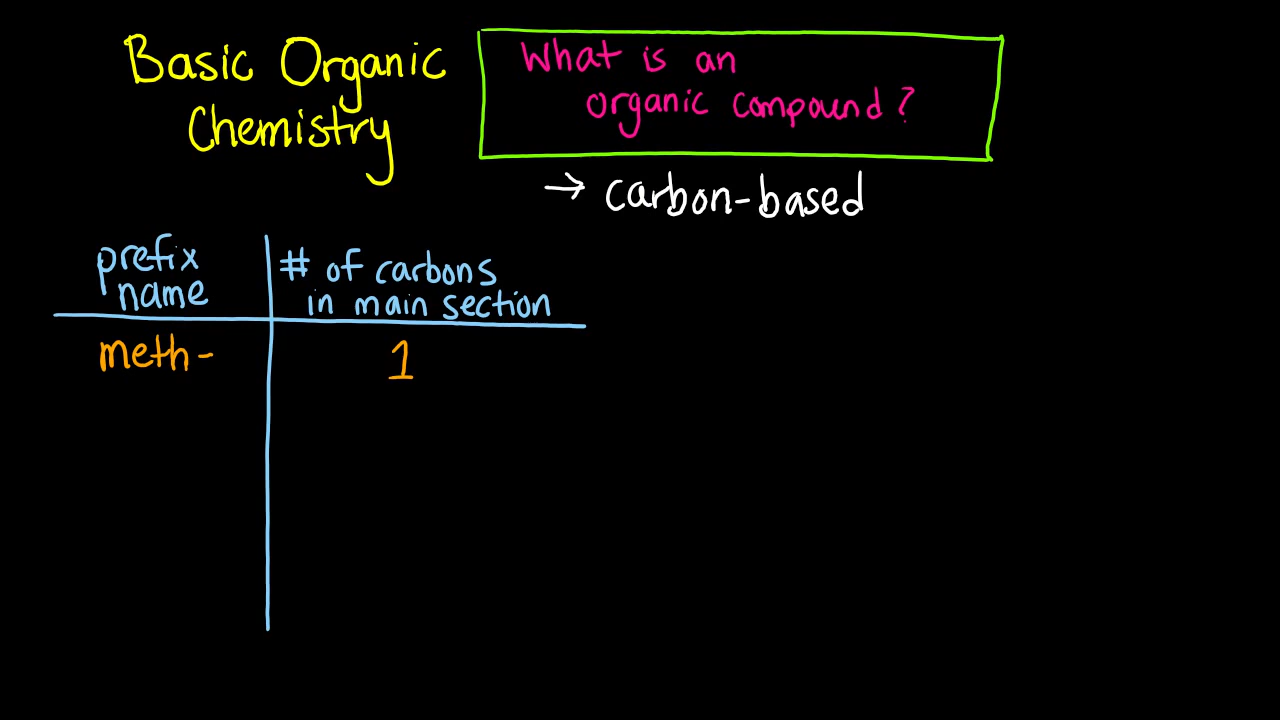 Basic Organic
Chemistry
What is an
organic compound?
→ carbon-based
prefix
name
# of carbons
in main section
meth-
1